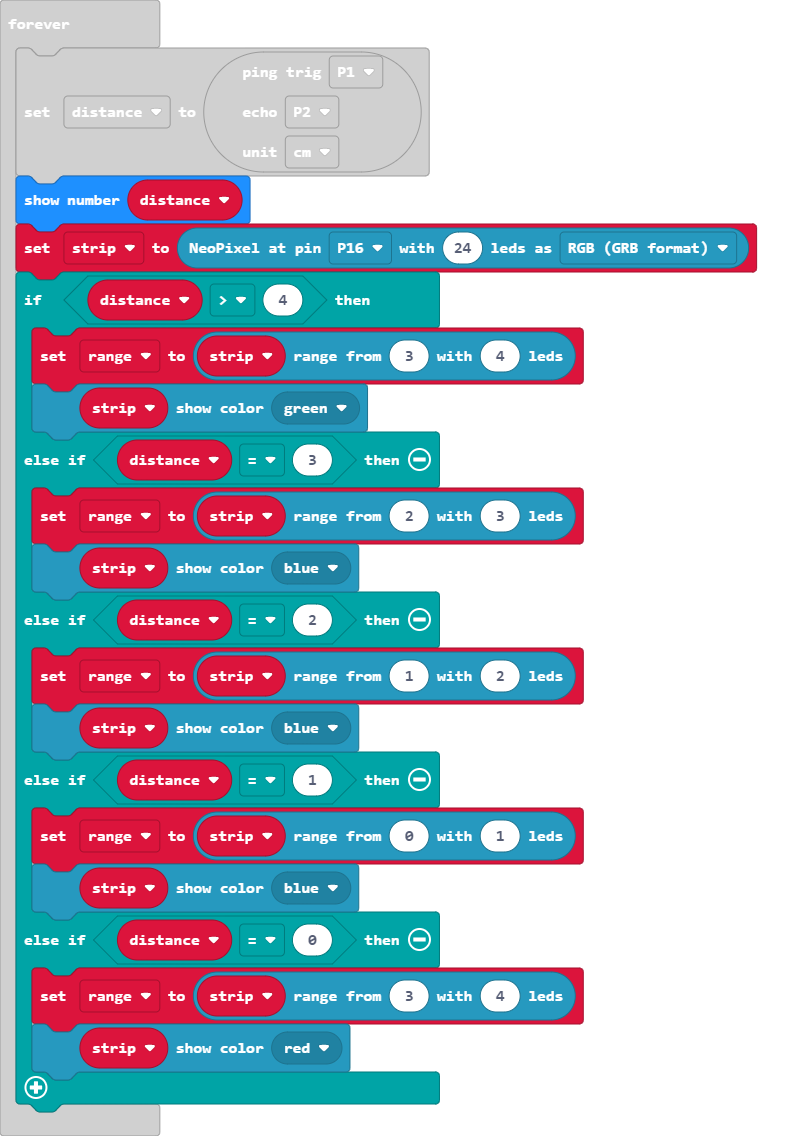 forever
ping trig P1
set distance to echo P2
unit cm
show number distance
set strip to NeoPixel at pin P16 with 24 leds as RGB (GRB format)
if distance > 4 then
set range to strip range from 3 with 4 leds
strip show color green
else if distance = 3 then
set range to strip range from 2 with 3 leds
strip show color blue
else if distance = 2 then
set range to strip range from 1 with 2 leds
strip show color blue
else if distance = 1 then
set range to strip range from 0 with 1 leds
strip show color blue
else if distance = 0 then
set range to strip range from 3 with 4 leds
strip show color red